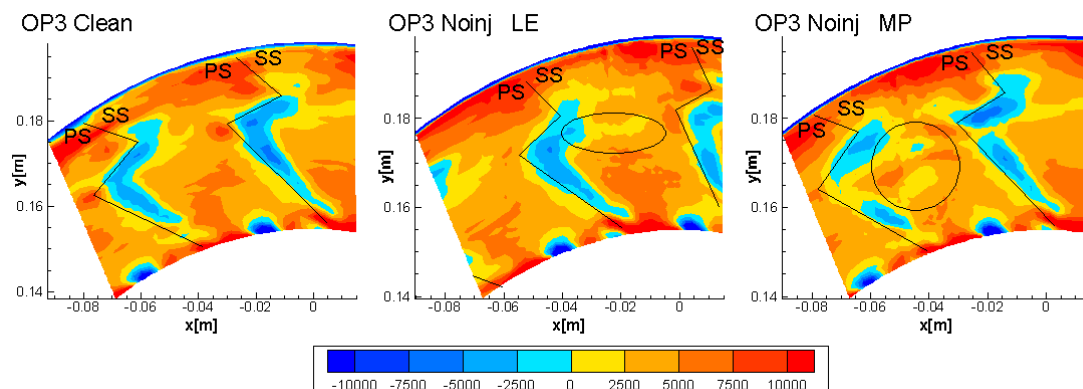 OP3 Clean
OP3 Noinj LE
OP3 Noinj MP
PS SS
PS SS
0.18
0.16
0.14
y[m]
-0.08 -0.06 -0.04 -0.02 0
x[m]
PS SS
PS SS
0.18
0.16
0.14
y[m]
-0.08 -0.06 -0.04 -0.02 0
x[m]
PS SS
PS SS
0.18
0.16
0.14
y[m]
-0.08 -0.06 -0.04 -0.02 0
x[m]
-10000 -7500 -5000 -2500 0 2500 5000 7500 10000